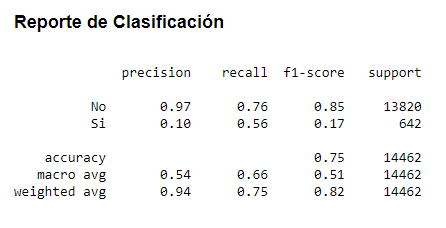 Reporte de Clasificación
precision recall f1-score support
No 0.97 0.76 0.85 13820
Si 0.10 0.56 0.17 642
accuracy 0.75 14462
macro avg 0.54 0.66 0.51 14462
weighted avg 0.94 0.75 0.82 14462